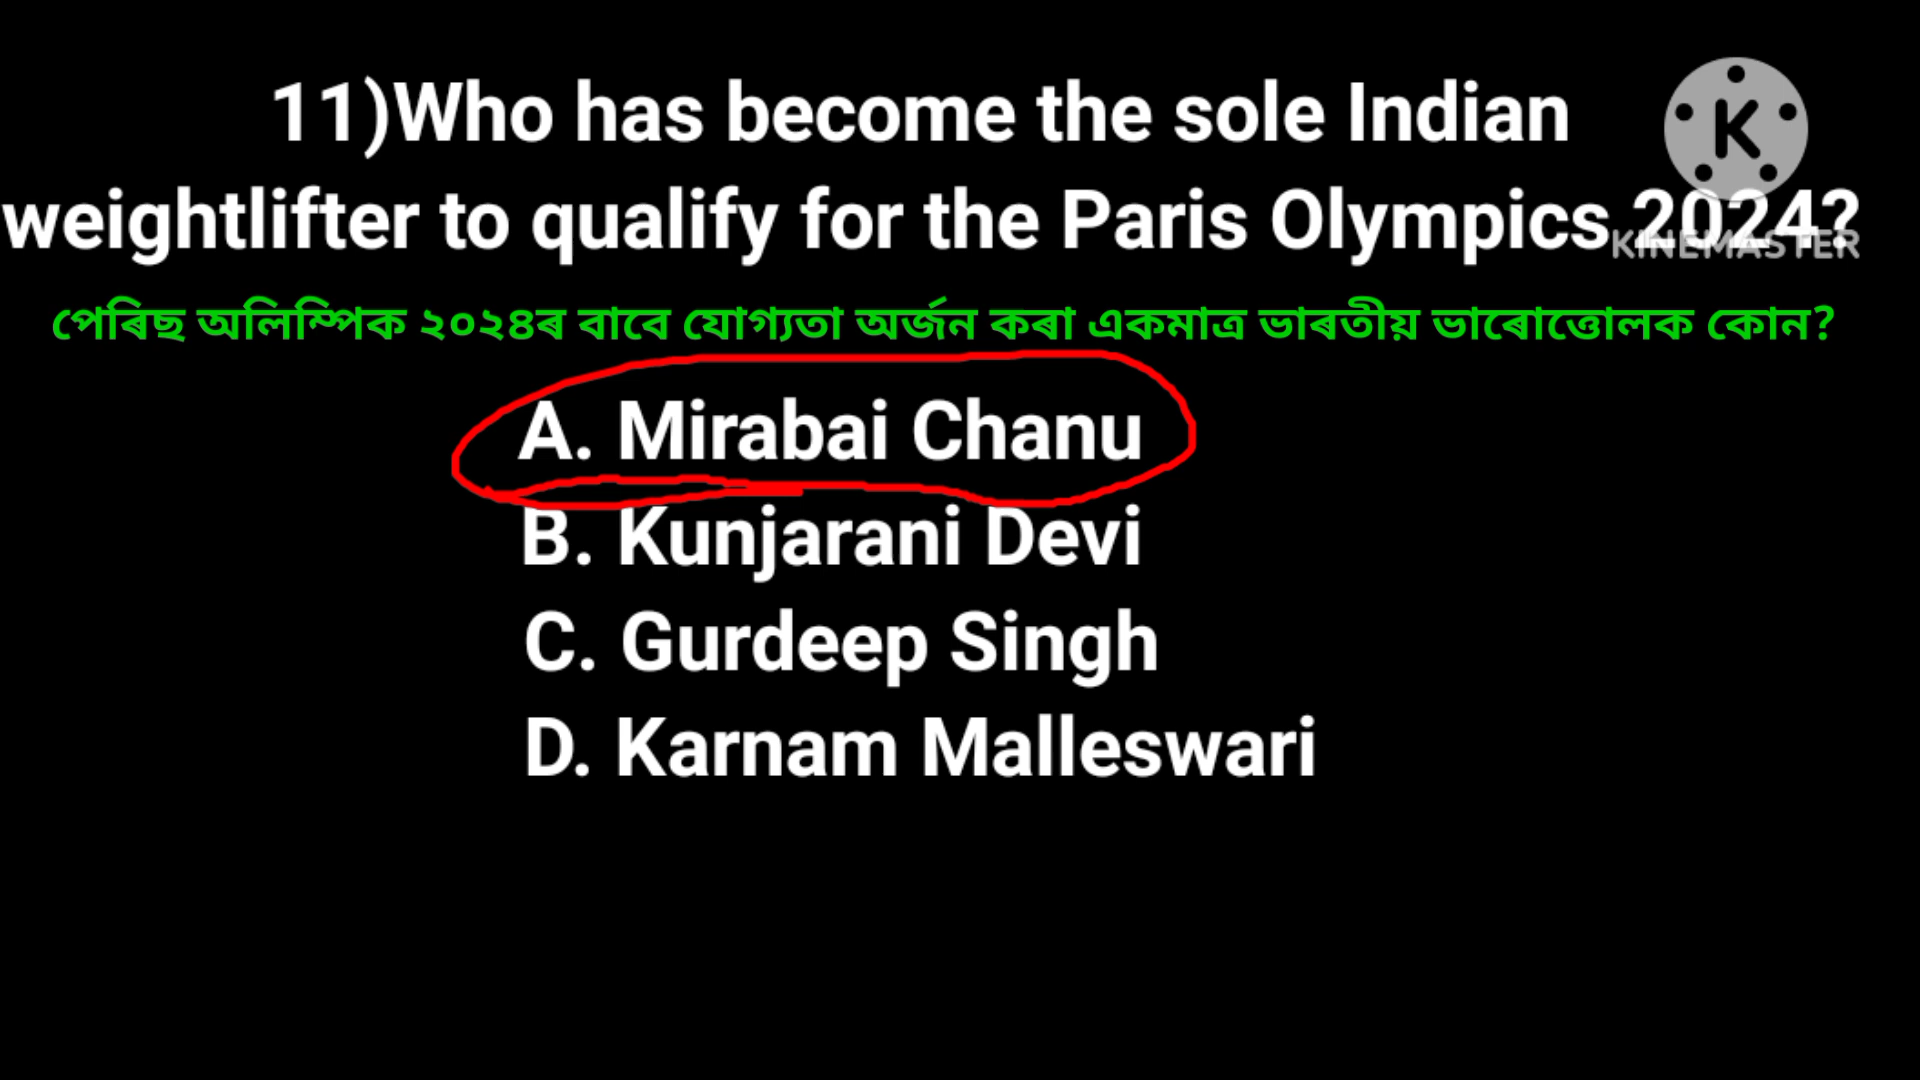 11)Who has become the sole Indian
weightlifter to qualify for the Paris Olympics 2024?
KINEMASTER
পেৰিছ অলিম্পিক ২০২৪ৰ বাবে যোগ্যতা অৰ্জন কৰা একমাত্ৰ ভাৰতীয় ভাৰোত্তোলক কোন?
A. Mirabai Chanu
B. Kunjarani Devi
C. Gurdeep Singh
D. Karnam Malleswari